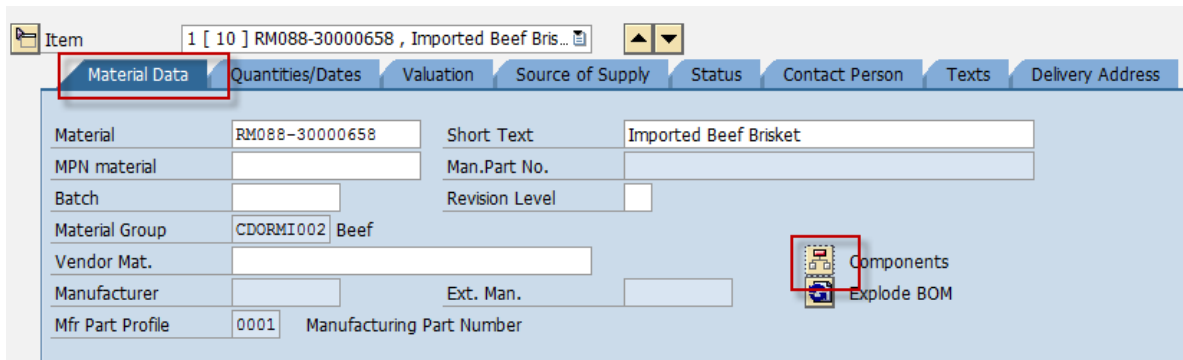 Item 1 [ 10 ] RM088-30000658 , Imported Beef Bris...
Material Data Quantities/Dates Valuation Source of Supply Status Contact Person Texts Delivery Address
Material RM088-30000658 Short Text Imported Beef Brisket
MPN material Man.Part No.
Batch Revision Level
Material Group CDORMI002 Beef
Vendor Mat. Components
Manufacturer Ext. Man. Explode BOM
Mfr Part Profile 0001 Manufacturing Part Number